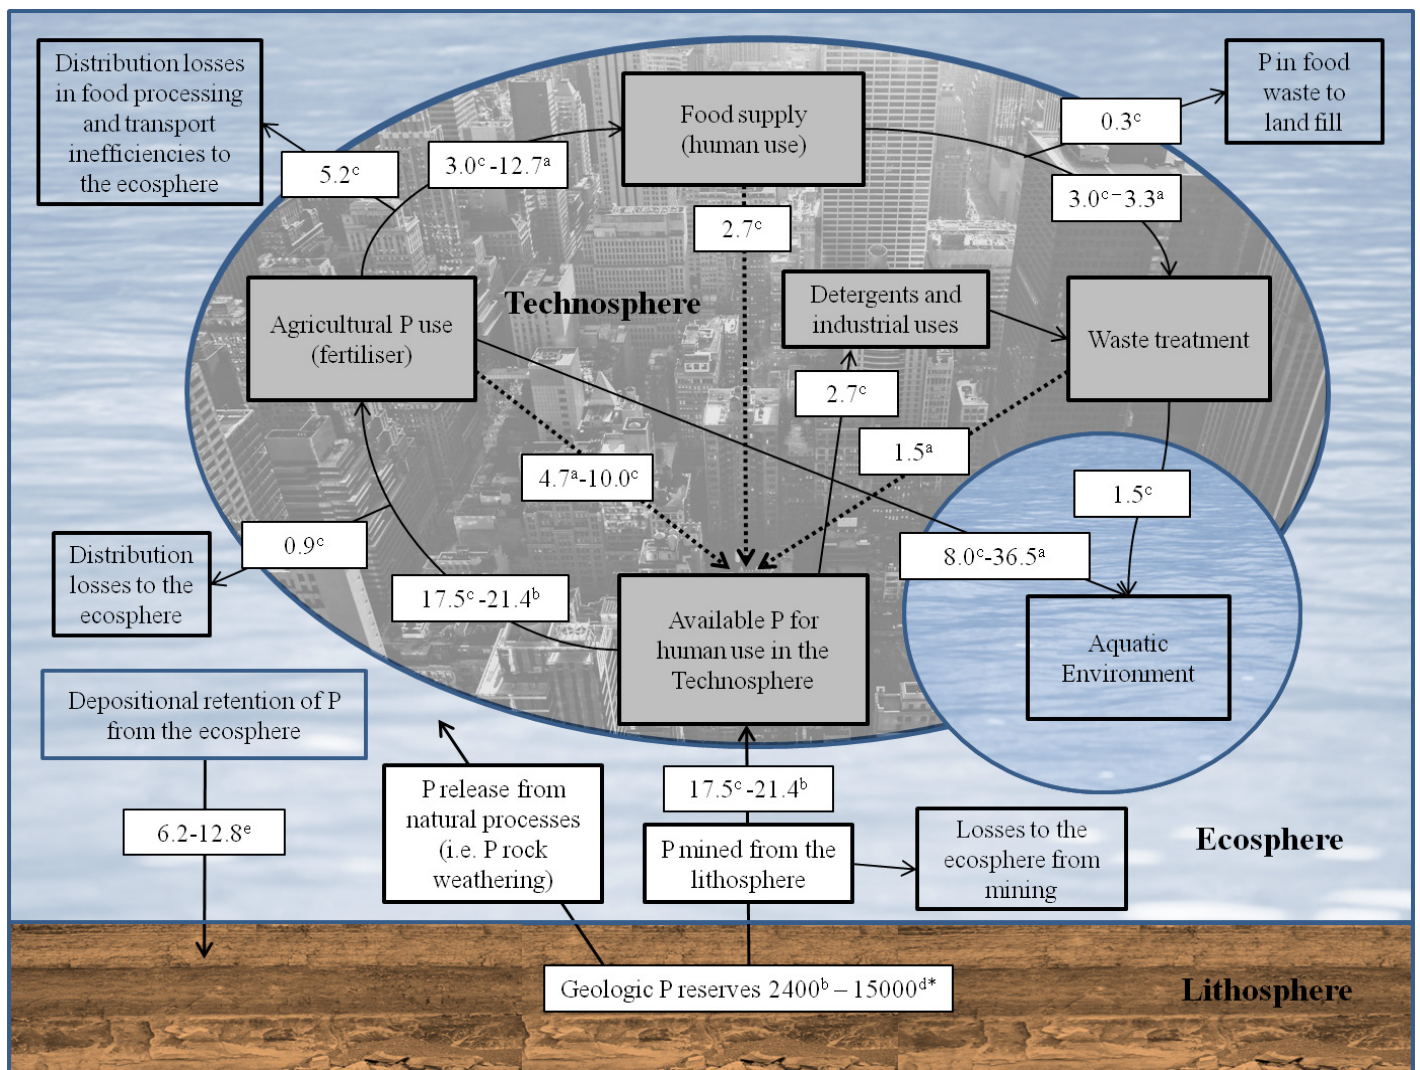 Distribution losses
in food processing
and transport
inefficiencies to
the ecosphere
5.2ᶜ
3.0ᶜ -12.7ᵃ
Food supply
(human use)
0.3ᶜ
P in food
waste to
land fill
3.0ᶜ – 3.3ᵃ
2.7ᶜ
Technosphere
Agricultural P use
(fertiliser)
Detergents and
industrial uses
Waste treatment
2.7ᶜ
1.5ᵃ
4.7ᵃ-10.0ᶜ
1.5ᶜ
0.9ᶜ
8.0ᶜ-36.5ᵃ
Distribution
losses to the
ecosphere
17.5ᶜ -21.4ᵇ
Available P for
human use in the
Technosphere
Aquatic
Environment
Depositional retention of P
from the ecosphere
6.2-12.8ᵉ
P release from
natural processes
(i.e. P rock
weathering)
17.5ᶜ -21.4ᵇ
P mined from the
lithosphere
Losses to the
ecosphere from
mining
Ecosphere
Geologic P reserves 2400ᵇ – 15000ᵈ*
Lithosphere